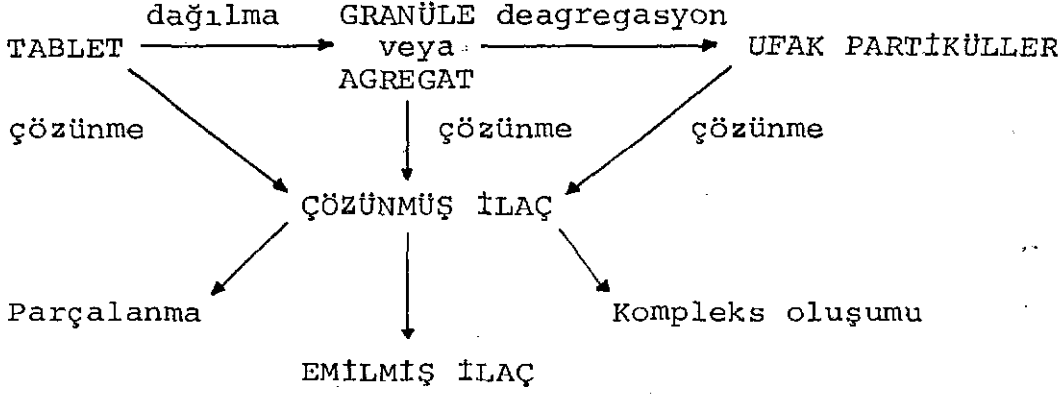 dağılma GRANÜLE deagregasyon
TABLET veya UFAK PARTİKÜLLER
AGREGAT
çözünme çözünme çözünme
ÇÖZÜNMÜŞ İLAÇ
Parçalanma Kompleks oluşumu
EMİLMİŞ İLAÇ